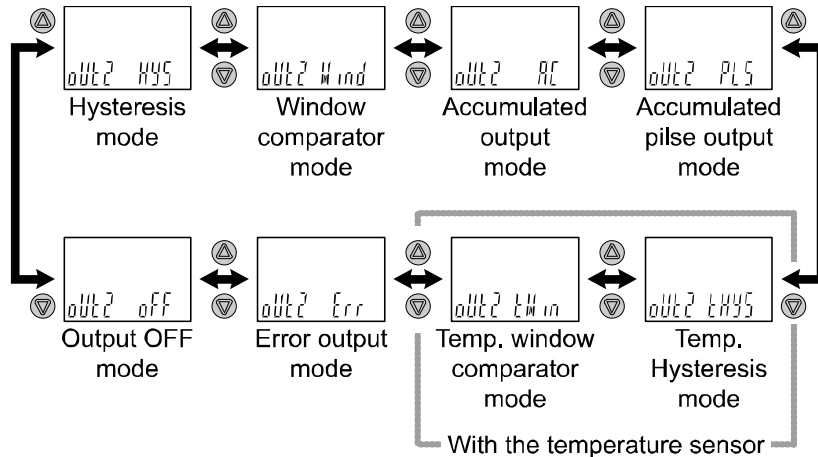 oUt2 HYS
oUt2 Wind
oUt2 AC
oUt2 PLS
Hysteresis
mode
Window
comparator
mode
Accumulated
output
mode
Accumulated
pilse output
mode
oUt2 oFF
oUt2 Err
oUt2 tWin
oUt2 tHYS
Output OFF
mode
Error output
mode
Temp. window
comparator
mode
Temp.
Hysteresis
mode
With the temperature sensor